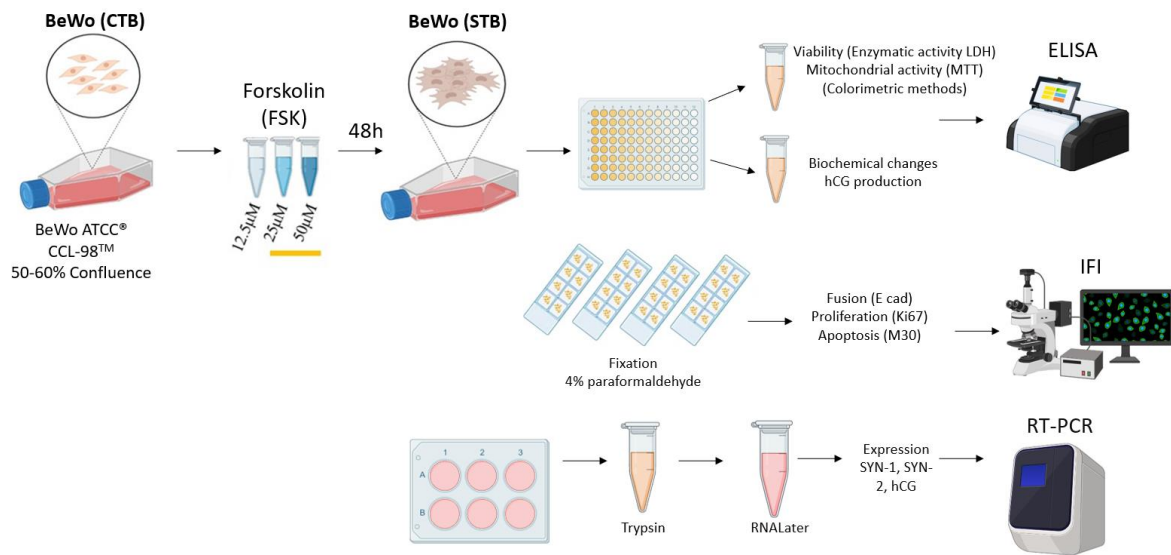 BeWo (CTB)
BeWo ATCC®
CCL-98TM
50-60% Confluence
Forskolin
(FSK)
12.5µM
25µM
50µM
48h
BeWo (STB)
Viability (Enzymatic activity LDH)
Mitochondrial activity (MTT)
(Colorimetric methods)
Biochemical changes
hCG production
ELISA
Fixation
4% paraformaldehyde
Fusion (E cad)
Proliferation (Ki67)
Apoptosis (M30)
IFI
1 2 3
A
B
Trypsin
RNALater
Expression
SYN-1, SYN-
2, hCG
RT-PCR